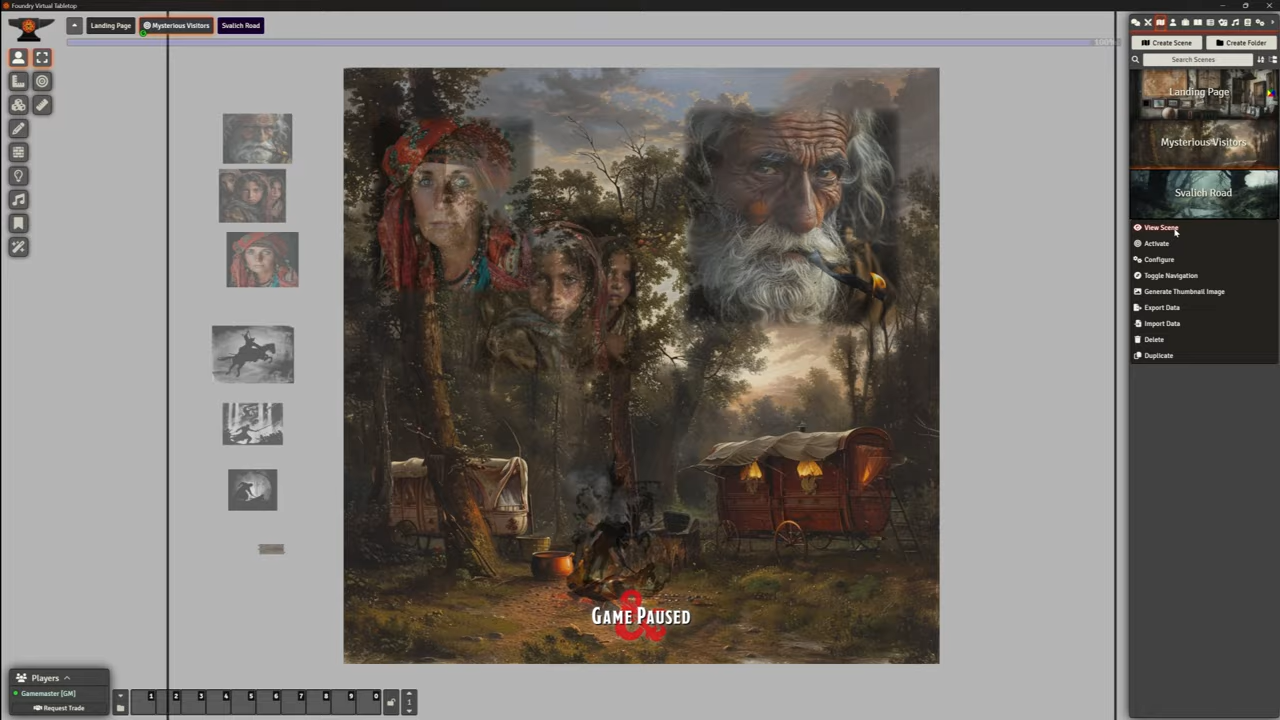 Foundry Virtual Tabletop
Landing Page
Mysterious Visitors
Svalich Road
Create Scene
Create Folder
Search Scenes
Landing Page
Mysterious Visitors
Svalich Road
View Scene
Activate
Configure
Toggle Navigation
Generate Thumbnail Image
Export Data
Import Data
Delete
Duplicate
&
GAME PAUSED
Players
Gamemaster [GM]
Request Trade
1 2 3 4 5 6 7 8 9 0
1